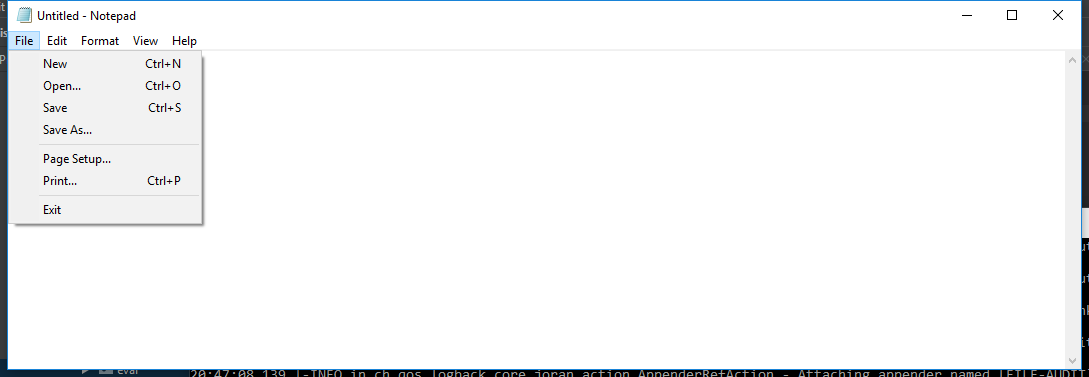 Untitled - Notepad
File Edit Format View Help
New Ctrl+N
Open... Ctrl+O
Save Ctrl+S
Save As...
Page Setup...
Print... Ctrl+P
Exit
eval
20:47:08,139 |-INFO in ch.qos.logback.core.joran.action.AppenderRefAction - Attaching appender named [FILE-AUDIT